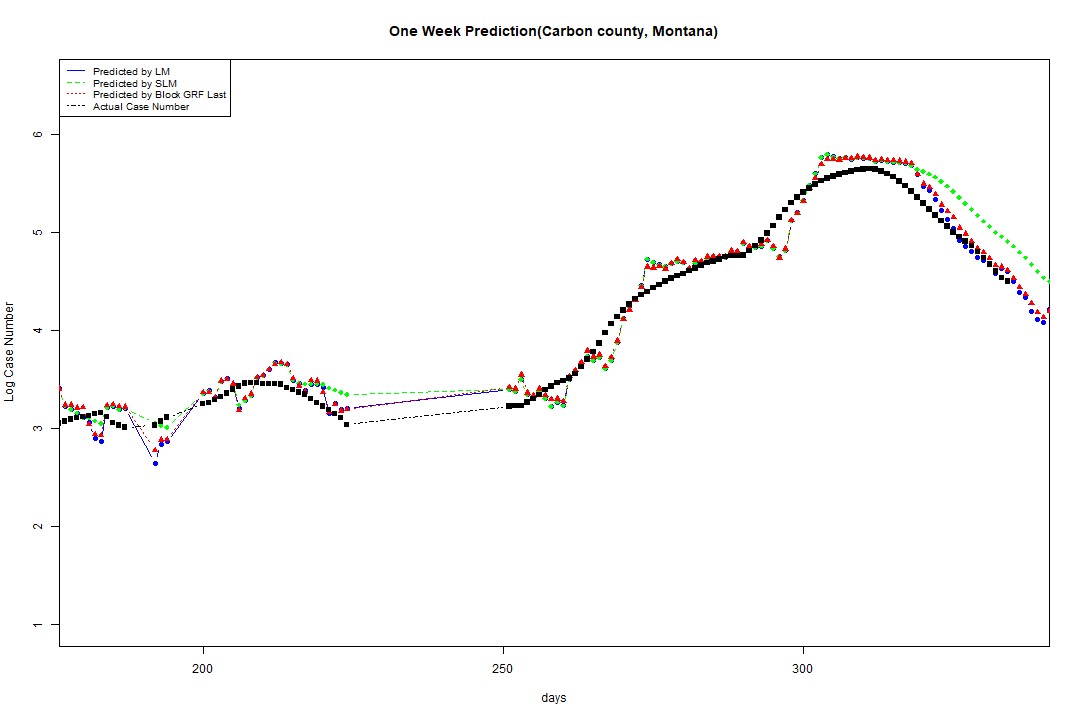 One Week Prediction(Carbon county, Montana)
Predicted by LM
Predicted by SLM
Predicted by Block GRF Last
Actual Case Number
6
5
4
3
2
1
Log Case Number
200 250 300
days